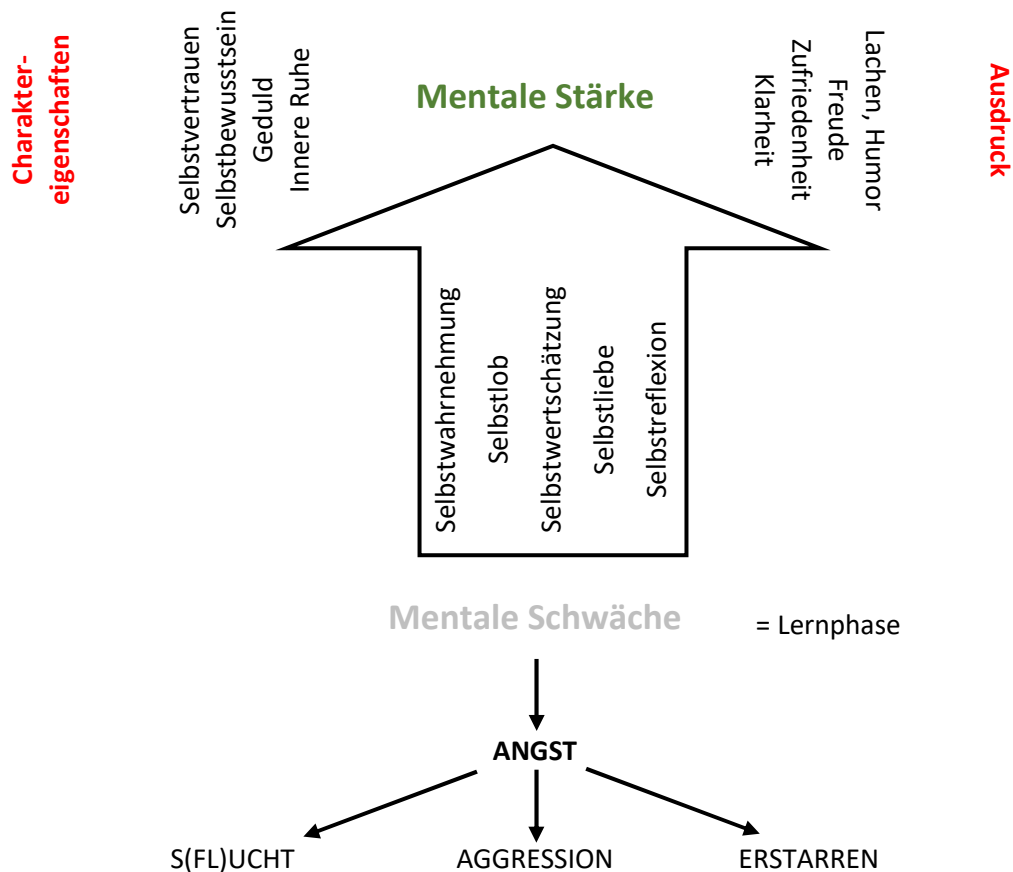 Charakter-
eigenschaften
Selbstvertrauen
Selbstbewusstsein
Geduld
Innere Ruhe
Mentale Stärke
Klarheit
Zufriedenheit
Freude
Lachen, Humor
Ausdruck
Selbstwahrnehmung
Selbstlob
Selbstwertschätzung
Selbstliebe
Selbstreflexion
Mentale Schwäche
= Lernphase
ANGST
S(FL)UCHT
AGGRESSION
ERSTARREN